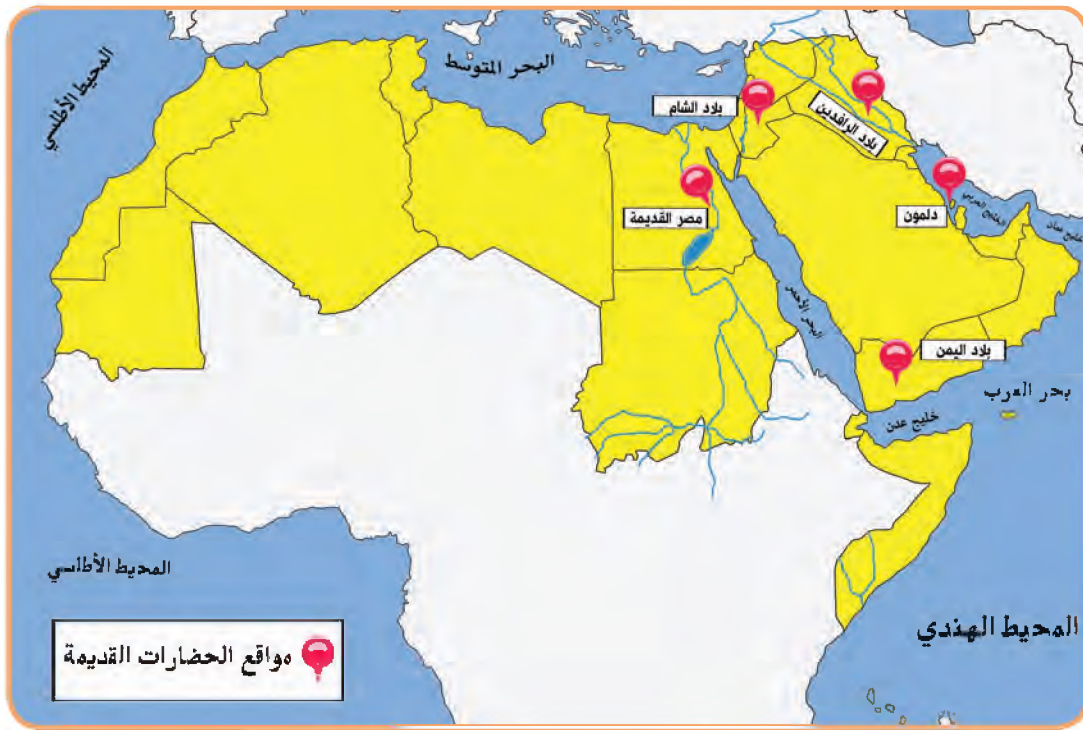 المحيط الأطلسي
البحر المتوسط
بلاد الشام
بلاد الرافدين
مصر القديمة
دلمون
الخليج العربي
خليج عمان
البحر الأحمر
بلاد اليمن
بحر العرب
خليج عدن
المحيط الأطلسي
المحيط الهندي
مواقع الحضارات القديمة